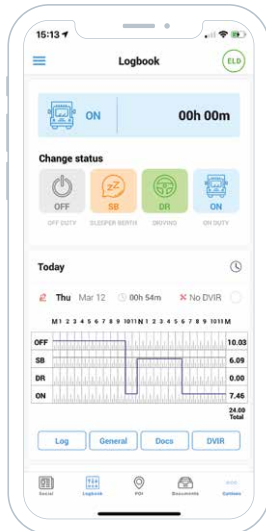 15:13
Logbook
ELD
ON
00h 00m
Change status
OFF
SB
DR
ON
OFF DUTY
SLEEPER BERTH
DRIVING
ON DUTY
Today
Thu Mar 12 00h 54m No DVIR
M 1 2 3 4 5 6 7 8 9 10 11 N 1 2 3 4 5 6 7 8 9 10 11 M
OFF 10.03
SB 6.09
DR 0.00
ON 7.46
24.00
Total
Log
General
Docs
DVIR
Social
Logbook
POI
Documents